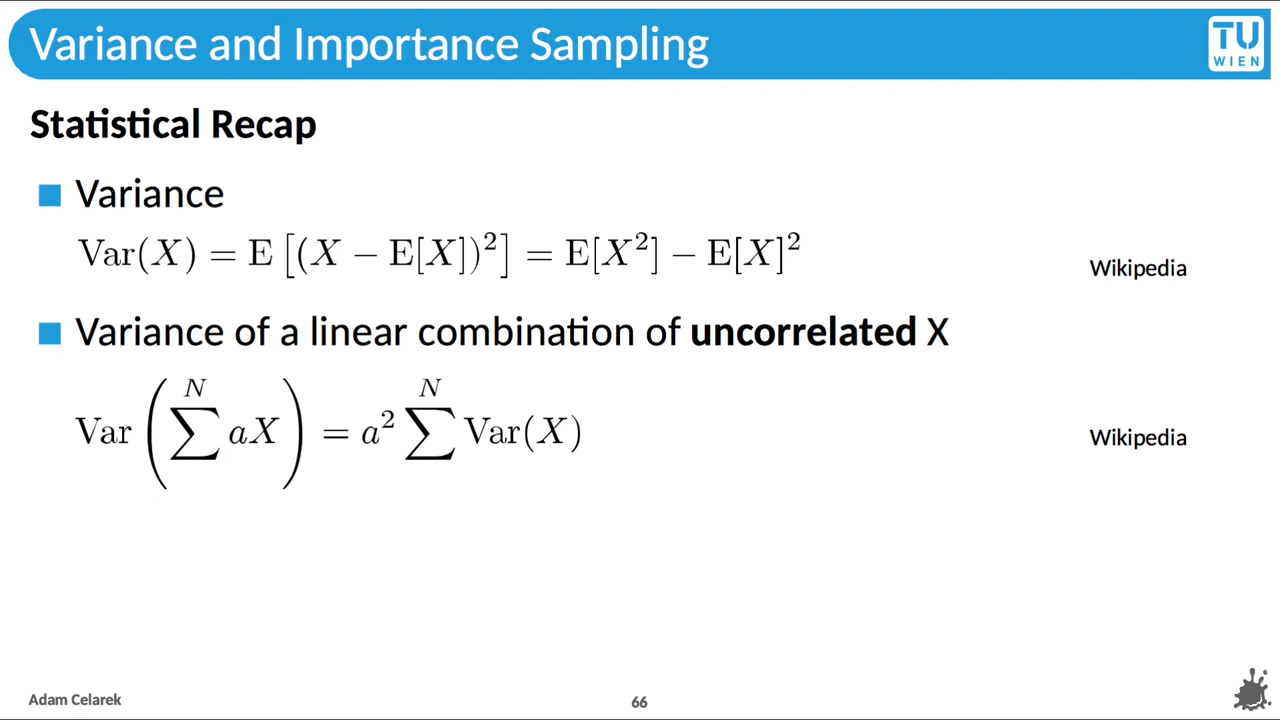 Variance and Importance Sampling
TU
WIEN
Statistical Recap
Variance
Var(X) = E [(X − E[X])²] = E[X²] − E[X]²
Wikipedia
Variance of a linear combination of uncorrelated X
Var (∑^N aX) = a² ∑^N Var(X)
Wikipedia
Adam Celarek
66